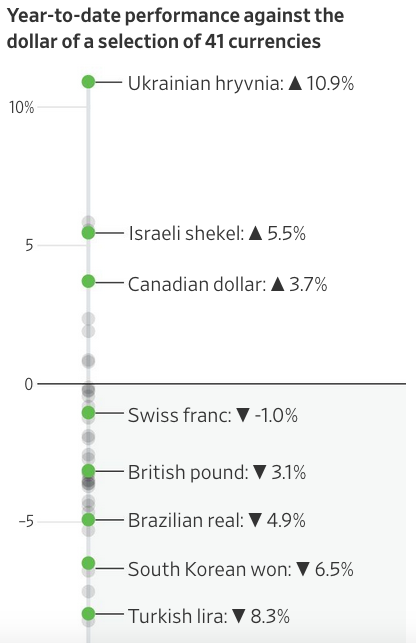 Year-to-date performance against the
dollar of a selection of 41 currencies
Ukrainian hryvnia: ▲ 10.9%
10%
Israeli shekel: ▲ 5.5%
5
Canadian dollar: ▲ 3.7%
0
Swiss franc: ▼ -1.0%
British pound: ▼ 3.1%
Brazilian real: ▼ 4.9%
–5
South Korean won: ▼ 6.5%
Turkish lira: ▼ 8.3%